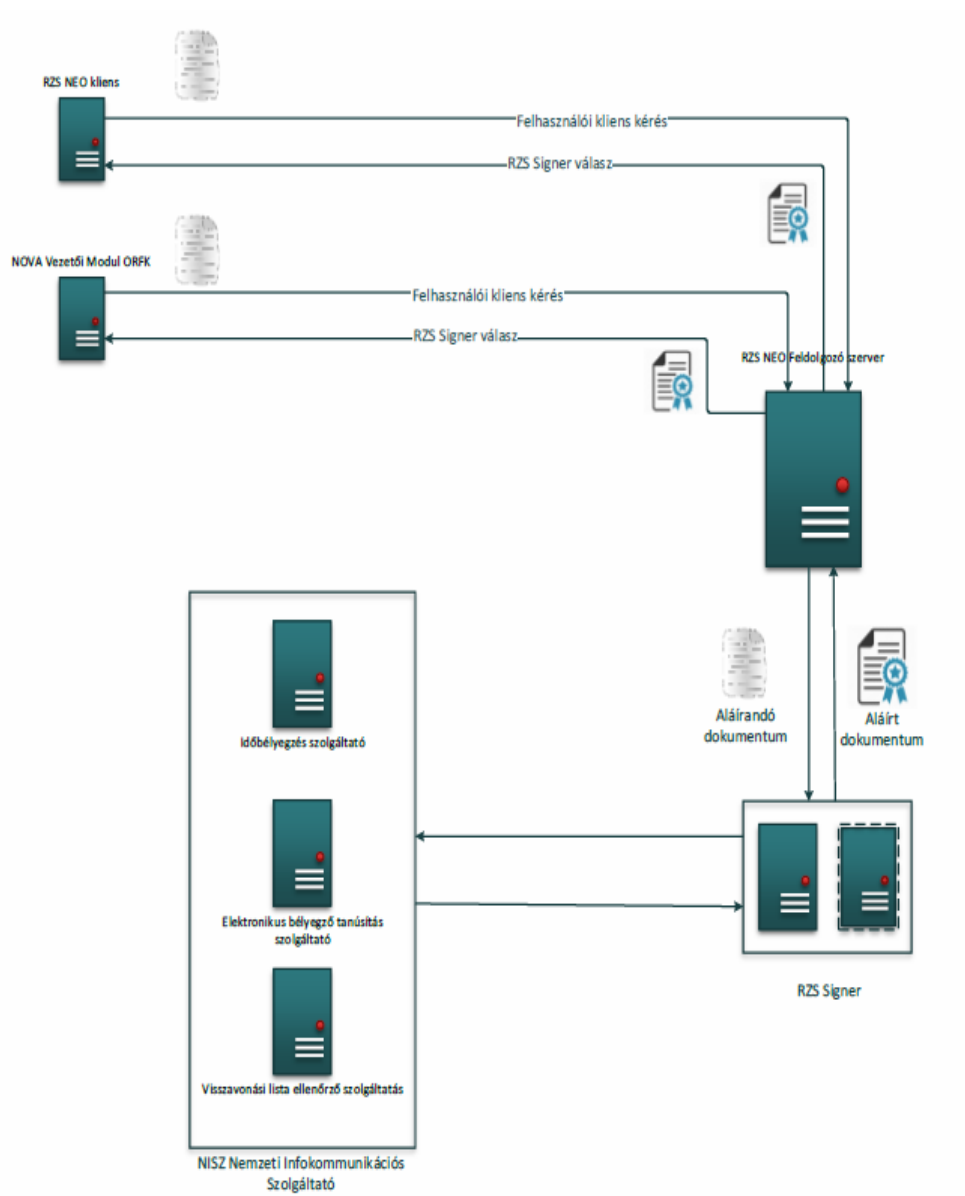 RZS NEO kliens
Felhasználói kliens kérés
RZS Signer válasz
NOVA Vezetői Modul ORFK
Felhasználói kliens kérés
RZS Signer válasz
RZS NEO Feldolgozó szerver
Aláírandó
dokumentum
Aláírt
dokumentum
Időbélyegzés szolgáltató
Elektronikus bélyegző tanúsítás
szolgáltató
Visszavonási lista ellenőrző szolgáltatás
RZS Signer
NISZ Nemzeti Infokommunikációs
Szolgáltató